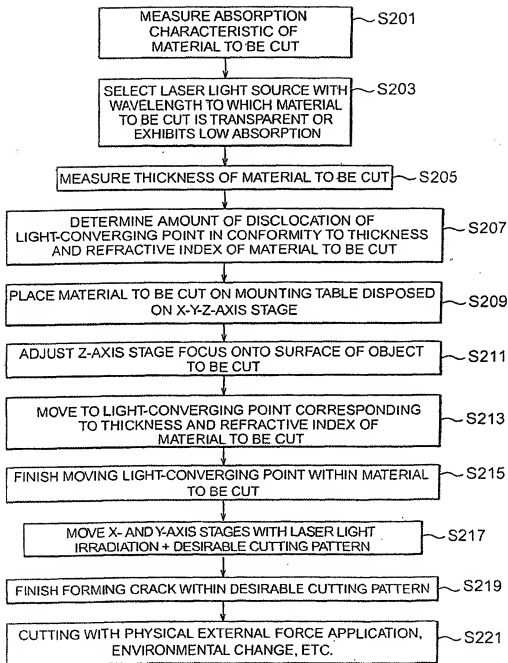 MEASURE ABSORPTION
CHARACTERISTIC OF
MATERIAL TO BE CUT
S201
SELECT LASER LIGHT SOURCE WITH
WAVELENGTH TO WHICH MATERIAL
TO BE CUT IS TRANSPARENT OR
EXHIBITS LOW ABSORPTION
S203
MEASURE THICKNESS OF MATERIAL TO BE CUT
S205
DETERMINE AMOUNT OF DISCLOCATION OF
LIGHT-CONVERGING POINT IN CONFORMITY TO THICKNESS
AND REFRACTIVE INDEX OF MATERIAL TO BE CUT
S207
PLACE MATERIAL TO BE CUT ON MOUNTING TABLE DISPOSED
ON X-Y-Z-AXIS STAGE
S209
ADJUST Z-AXIS STAGE FOCUS ONTO SURFACE OF OBJECT
TO BE CUT
S211
MOVE TO LIGHT-CONVERGING POINT CORRESPONDING
TO THICKNESS AND REFRACTIVE INDEX OF
MATERIAL TO BE CUT
S213
FINISH MOVING LIGHT-CONVERGING POINT WITHIN MATERIAL
TO BE CUT
S215
MOVE X- AND Y-AXIS STAGES WITH LASER LIGHT
IRRADIATION + DESIRABLE CUTTING PATTERN
S217
FINISH FORMING CRACK WITHIN DESIRABLE CUTTING PATTERN
S219
CUTTING WITH PHYSICAL EXTERNAL FORCE APPLICATION,
ENVIRONMENTAL CHANGE, ETC.
S221